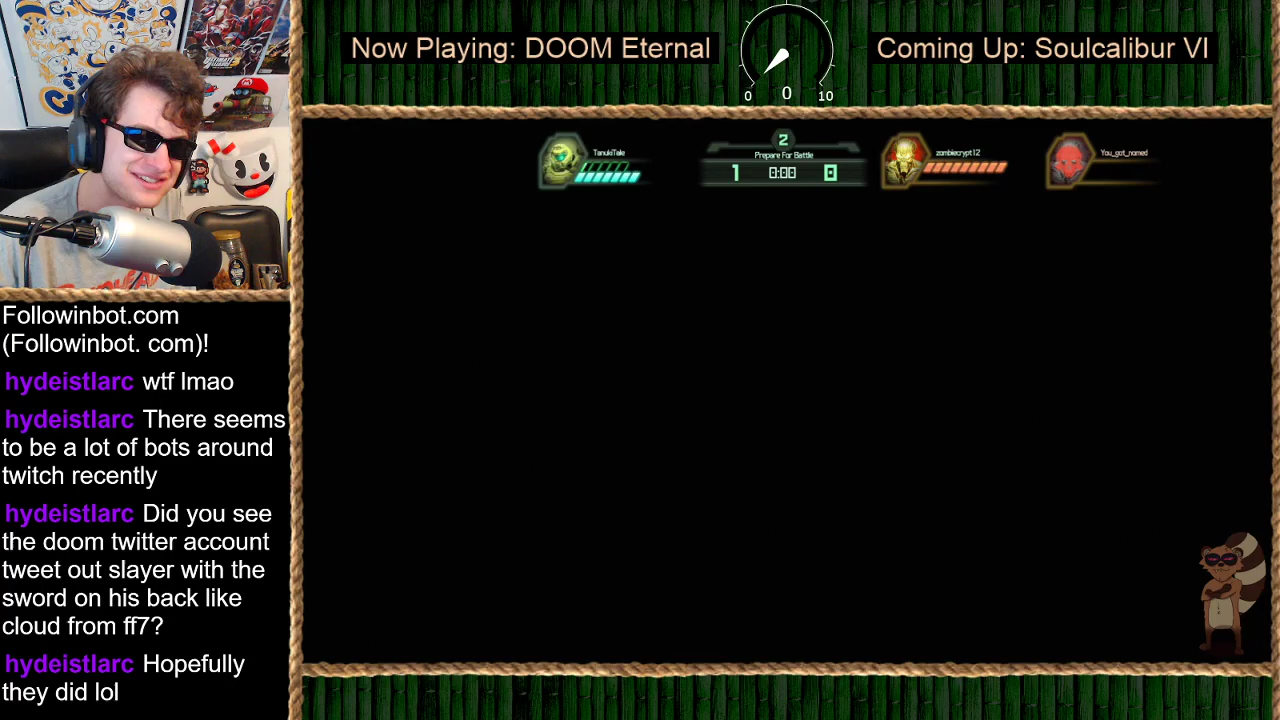 Now Playing: DOOM Eternal
0
0
10
Coming Up: Soulcalibur VI
TanukiTale
2
Prepare For Battle
1 0:00 0
zombiecrypt12
You_got_named
Followinbot.com
(Followinbot. com)!
hydeistlarc wtf lmao
hydeistlarc There seems
to be a lot of bots around
twitch recently
hydeistlarc Did you see
the doom twitter account
tweet out slayer with the
sword on his back like
cloud from ff7?
hydeistlarc Hopefully
they did lol